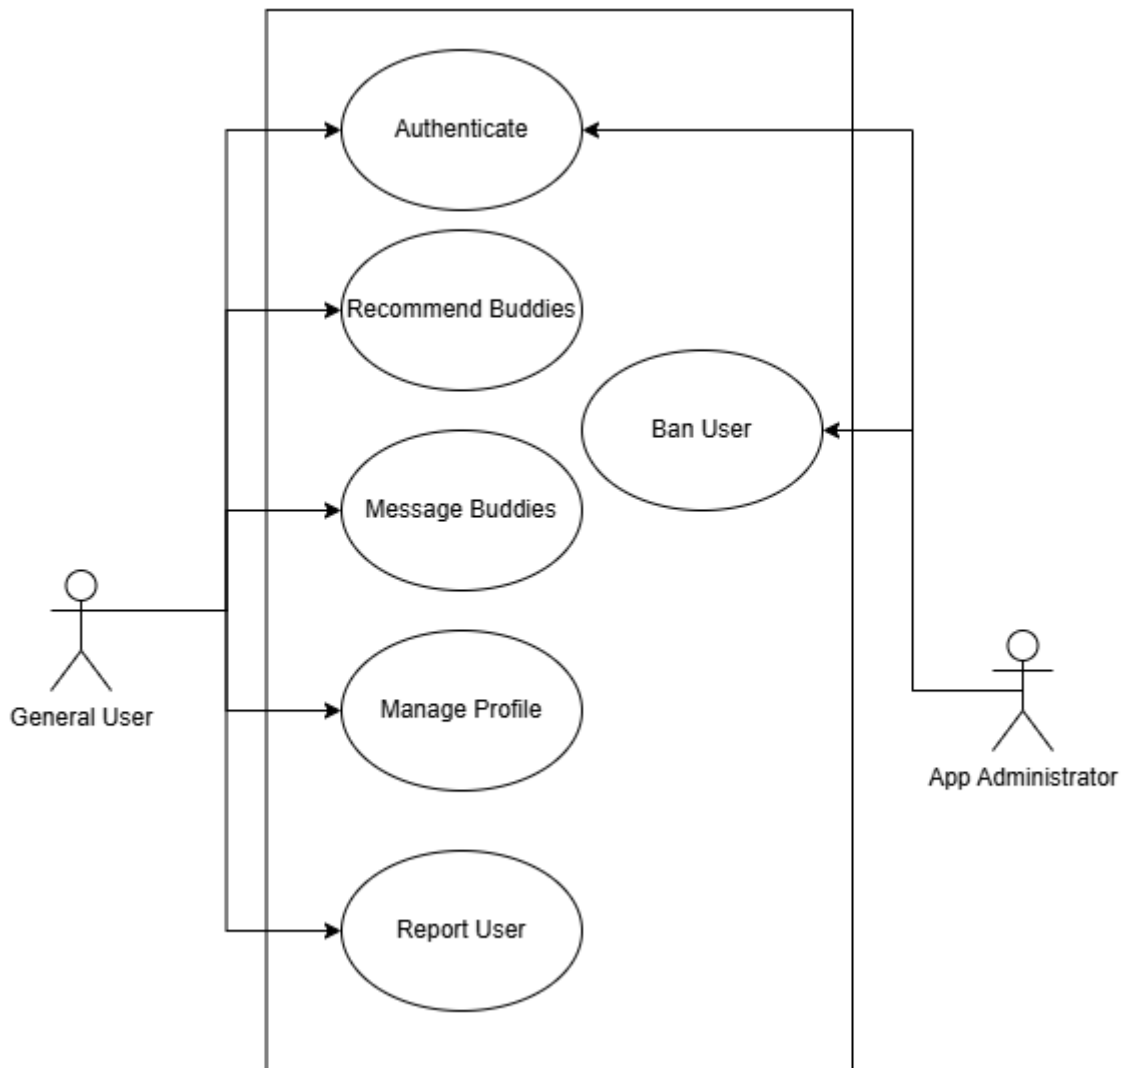 Authenticate
Recommend Buddies
Ban User
Message Buddies
Manage Profile
General User
App Administrator
Report User